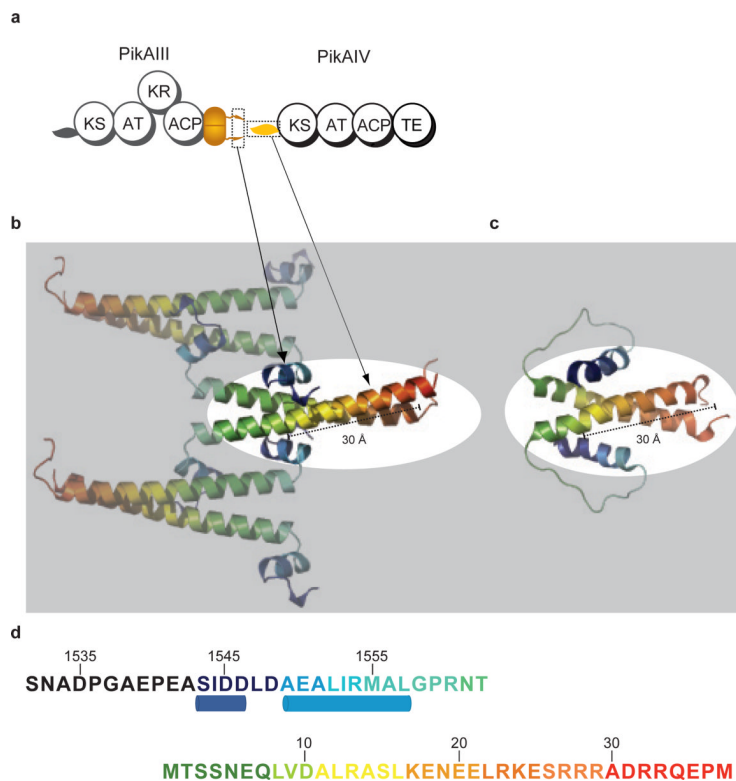 a
PikAIII PikAIV
KR
KS AT ACP KS AT ACP TE
b c
30 Å 30 Å
d
1535 1545 1555
SNADPGAEPEASIDDLDAEALIRMALGPRNT
10 20 30
MTSSNEQLVDALRASLKENEELRKESRRRADRRQEPM